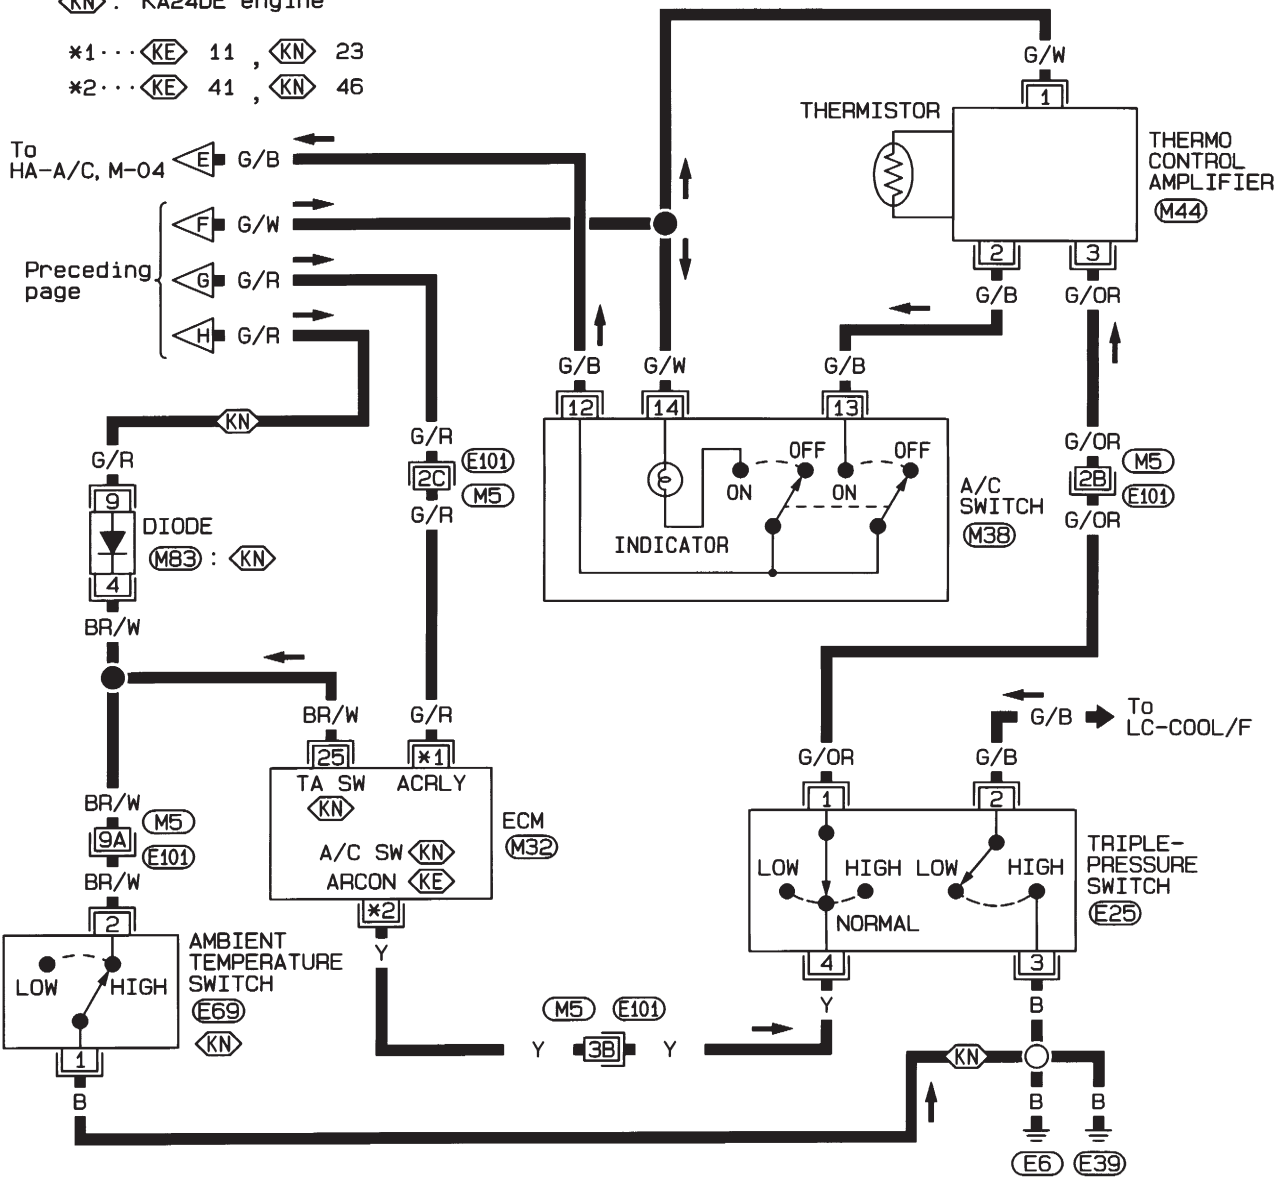 KN : KA24DE engine
*1···KE 11 , KN 23
*2···KE 41 , KN 46
To
HA-A/C, M-04
E G/B
F G/W
Preceding
page
G G/R
H G/R
KN
G/R
9
DIODE
M83 : KN
4
BR/W
BR/W
M5
9A
E101
BR/W
2
AMBIENT
TEMPERATURE
SWITCH
E69
KN
LOW
HIGH
1
B
G/R
E101
2C
M5
G/R
BR/W
G/R
25
*1
TA SW
ACRLY
KN
A/C SW KN
ARCON KE
ECM
M32
*2
Y
M5 E101
Y
3B
Y
G/B
G/W
G/B
12
14
13
ON
OFF
ON
OFF
INDICATOR
A/C
SWITCH
M38
G/W
1
THERMISTOR
THERMO
CONTROL
AMPLIFIER
M44
2
3
G/B
G/OR
G/OR
M5
2B
E101
G/OR
To
LC-COOL/F
G/B
G/OR
G/B
1
2
LOW
HIGH
NORMAL
LOW
HIGH
TRIPLE-
PRESSURE
SWITCH
E25
4
3
Y
B
KN
B
B
E6
E39